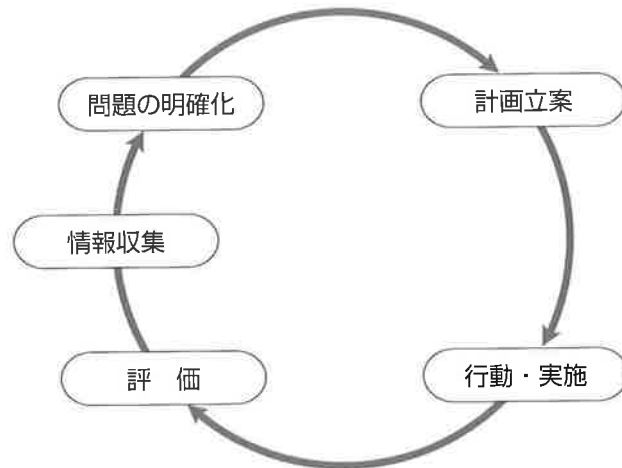 問題の明確化
計画立案
情報収集
評　価
行動・実施